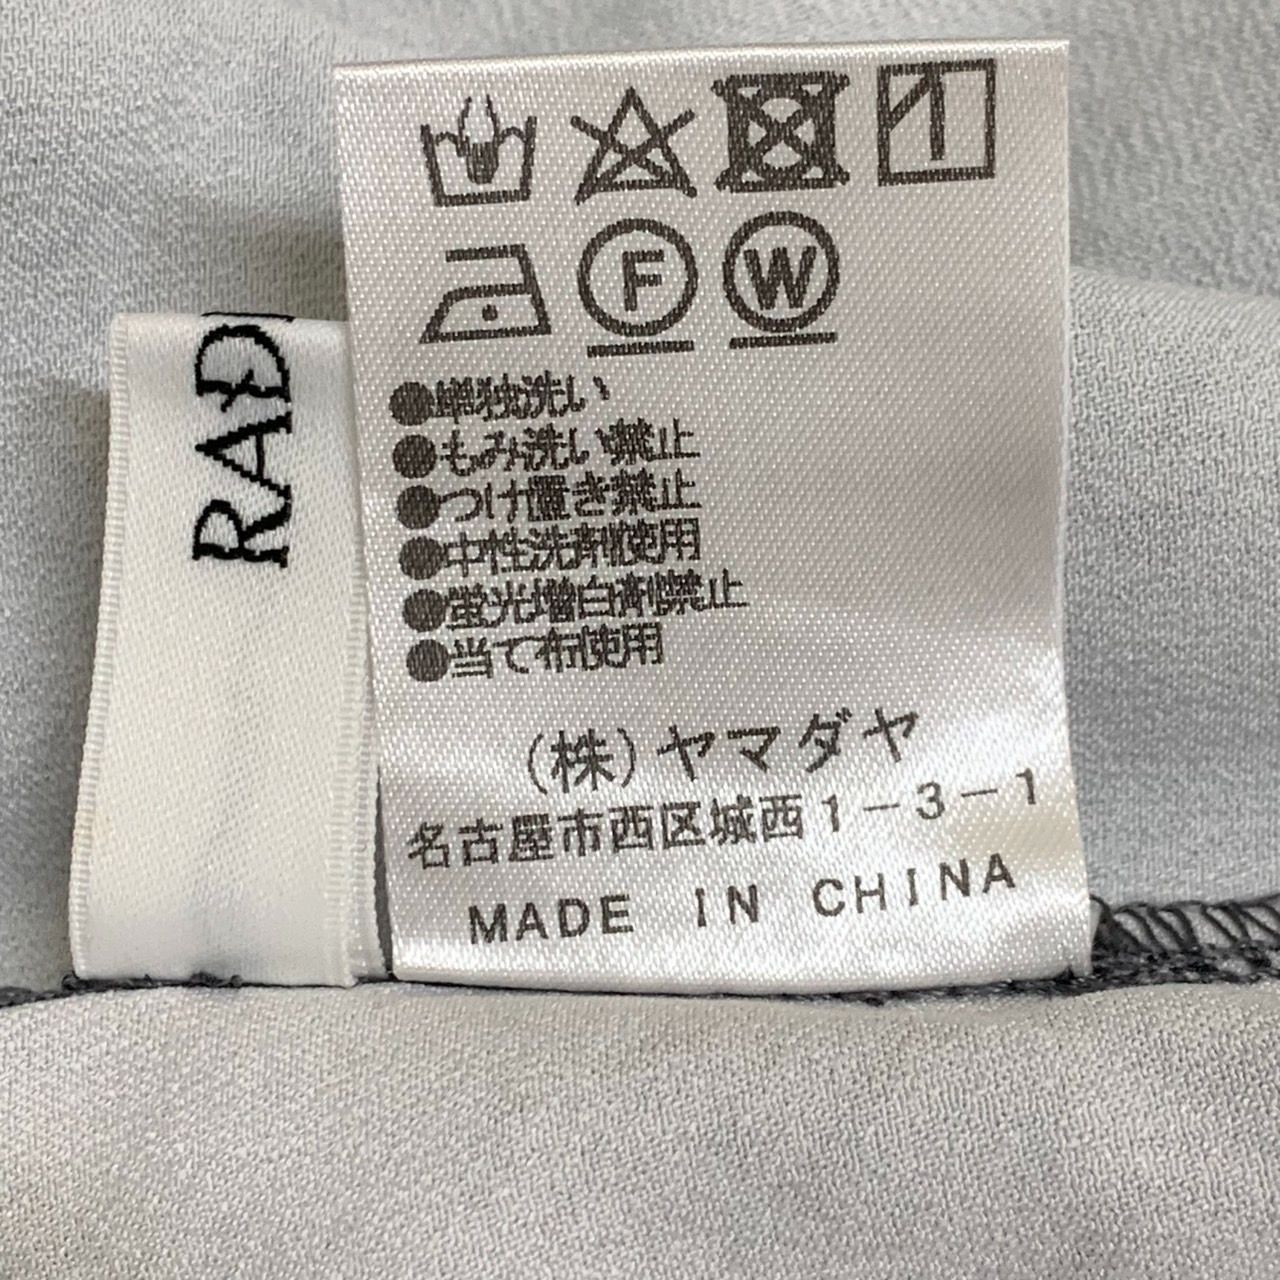 F W
●単独洗い
●もみ洗い禁止
●つけ置き禁止
●中性洗剤使用
●蛍光増白剤禁止
●当て布使用
(株)ヤマダヤ
名古屋市西区城西1-3-1
MADE IN CHINA
RAD